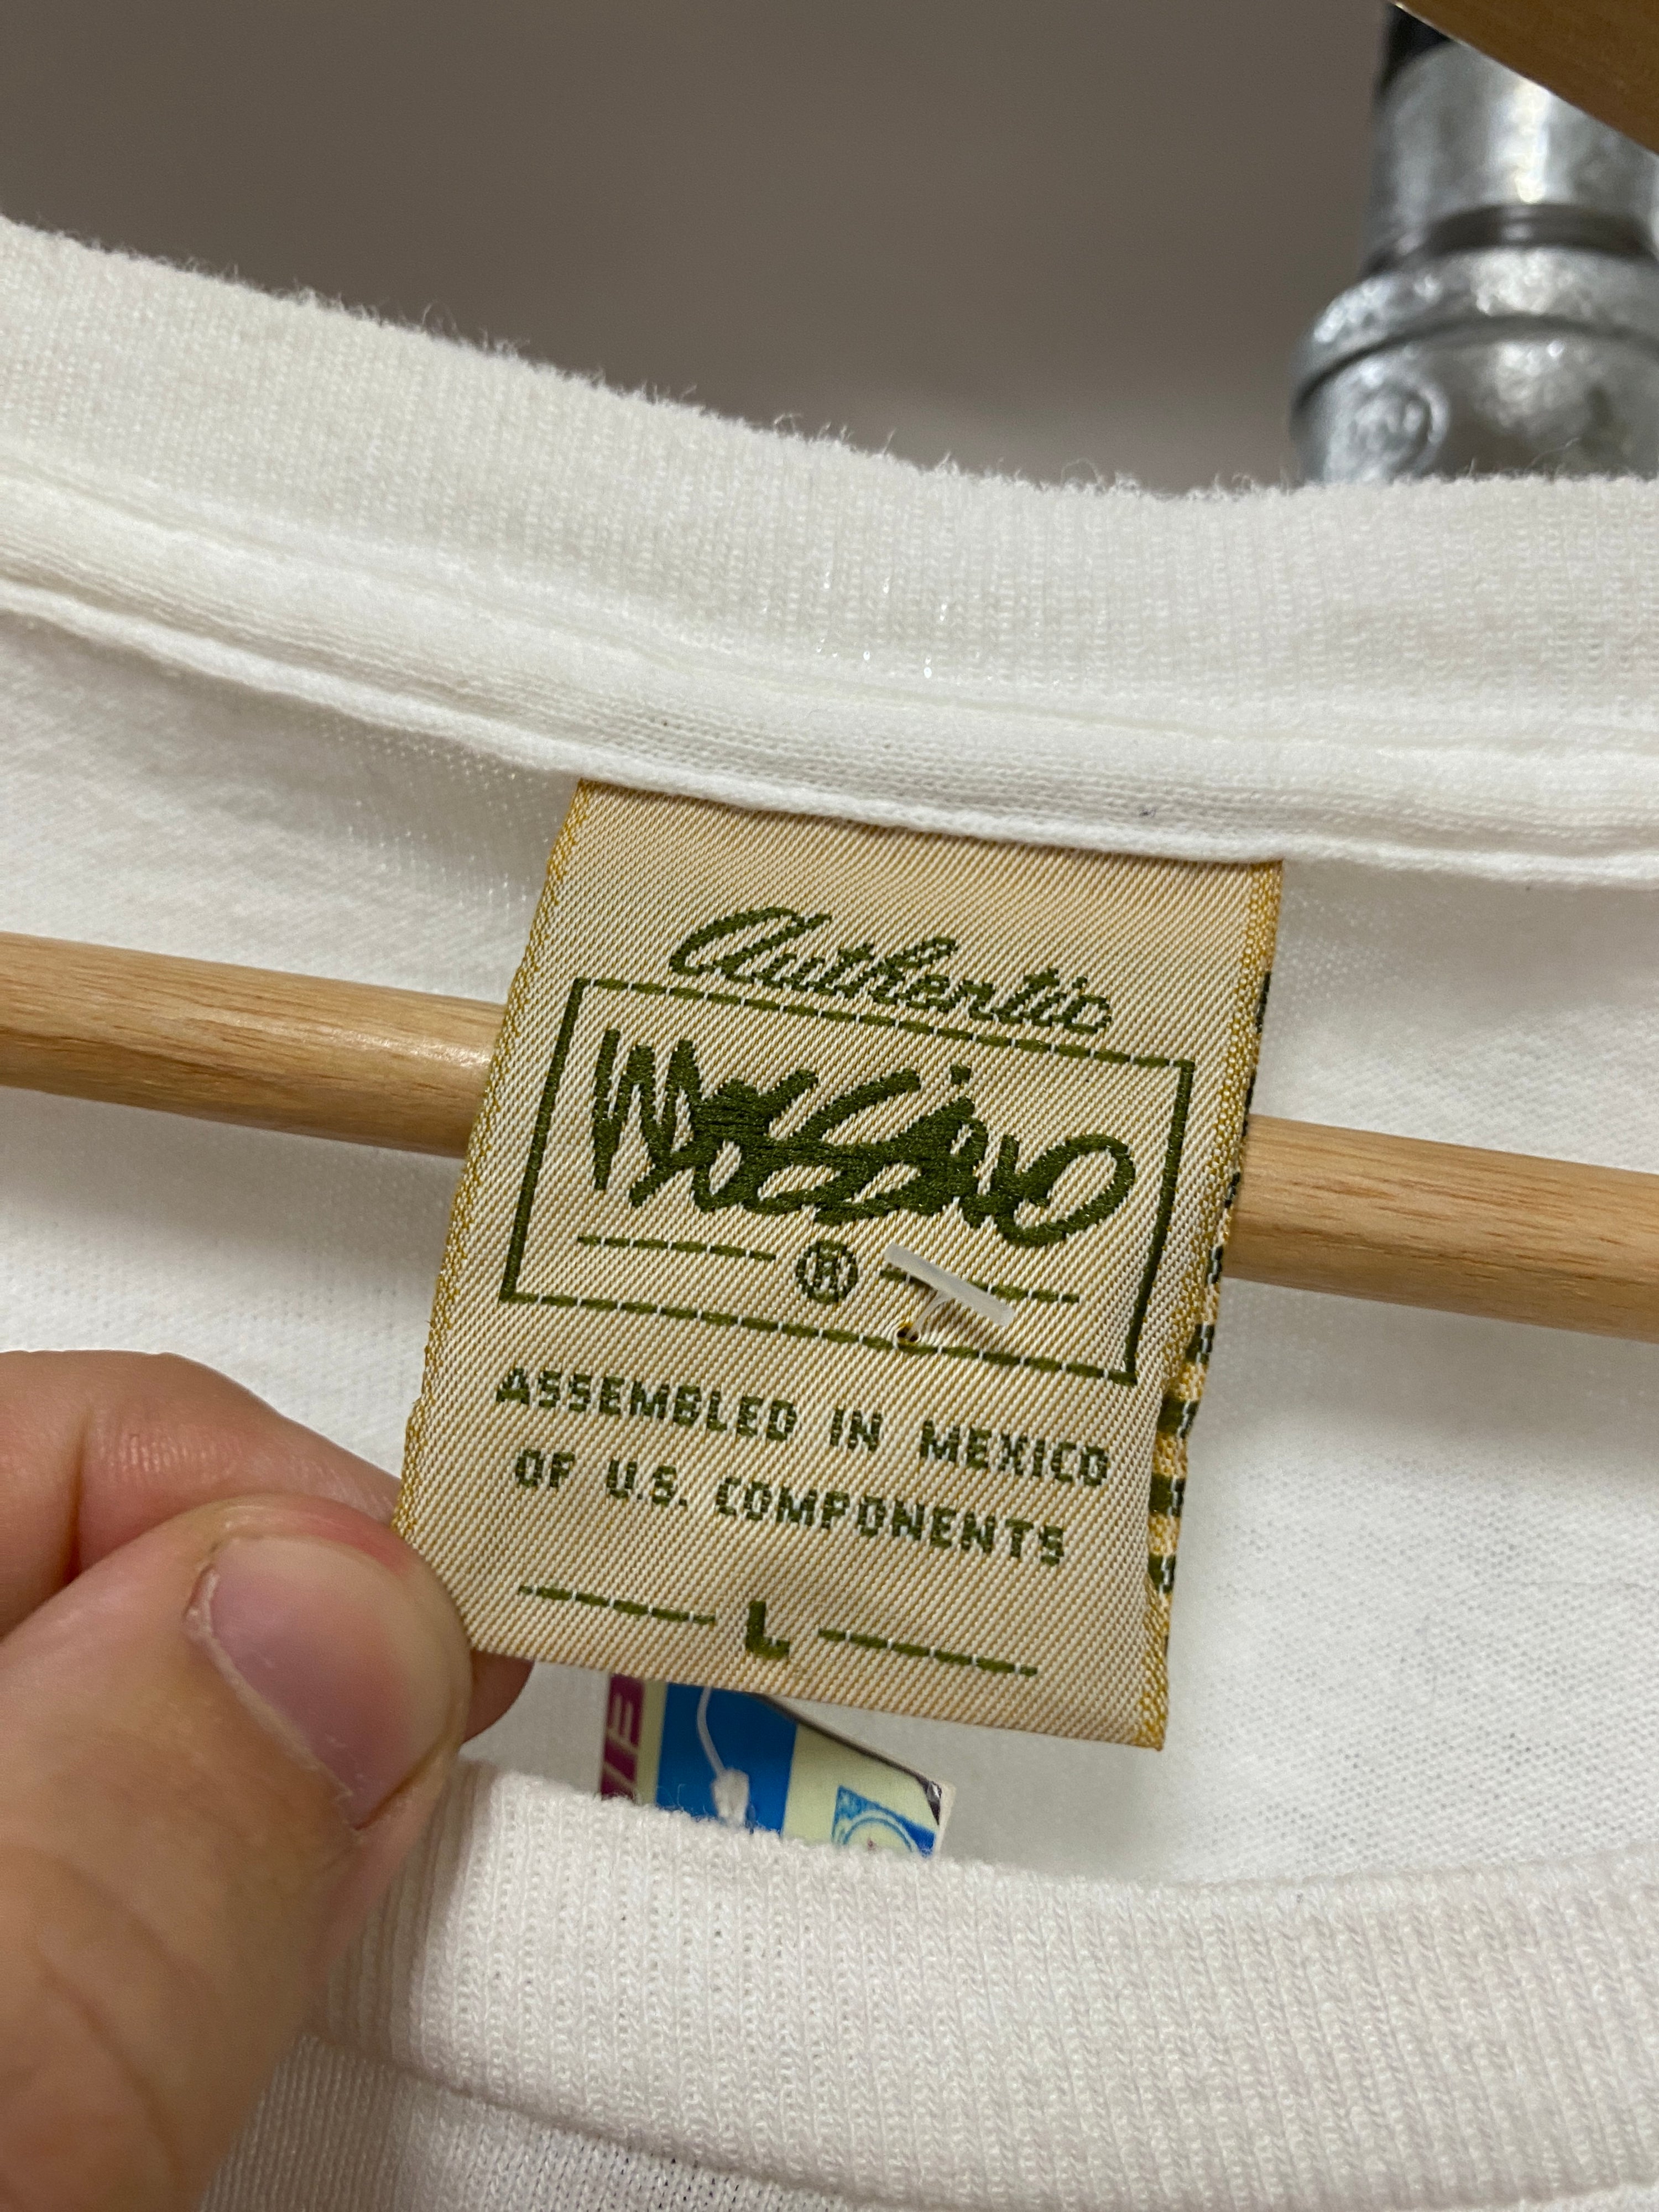 Authentic
Mossimo
®
ASSEMBLED IN MEXICO
OF U.S. COMPONENTS
L